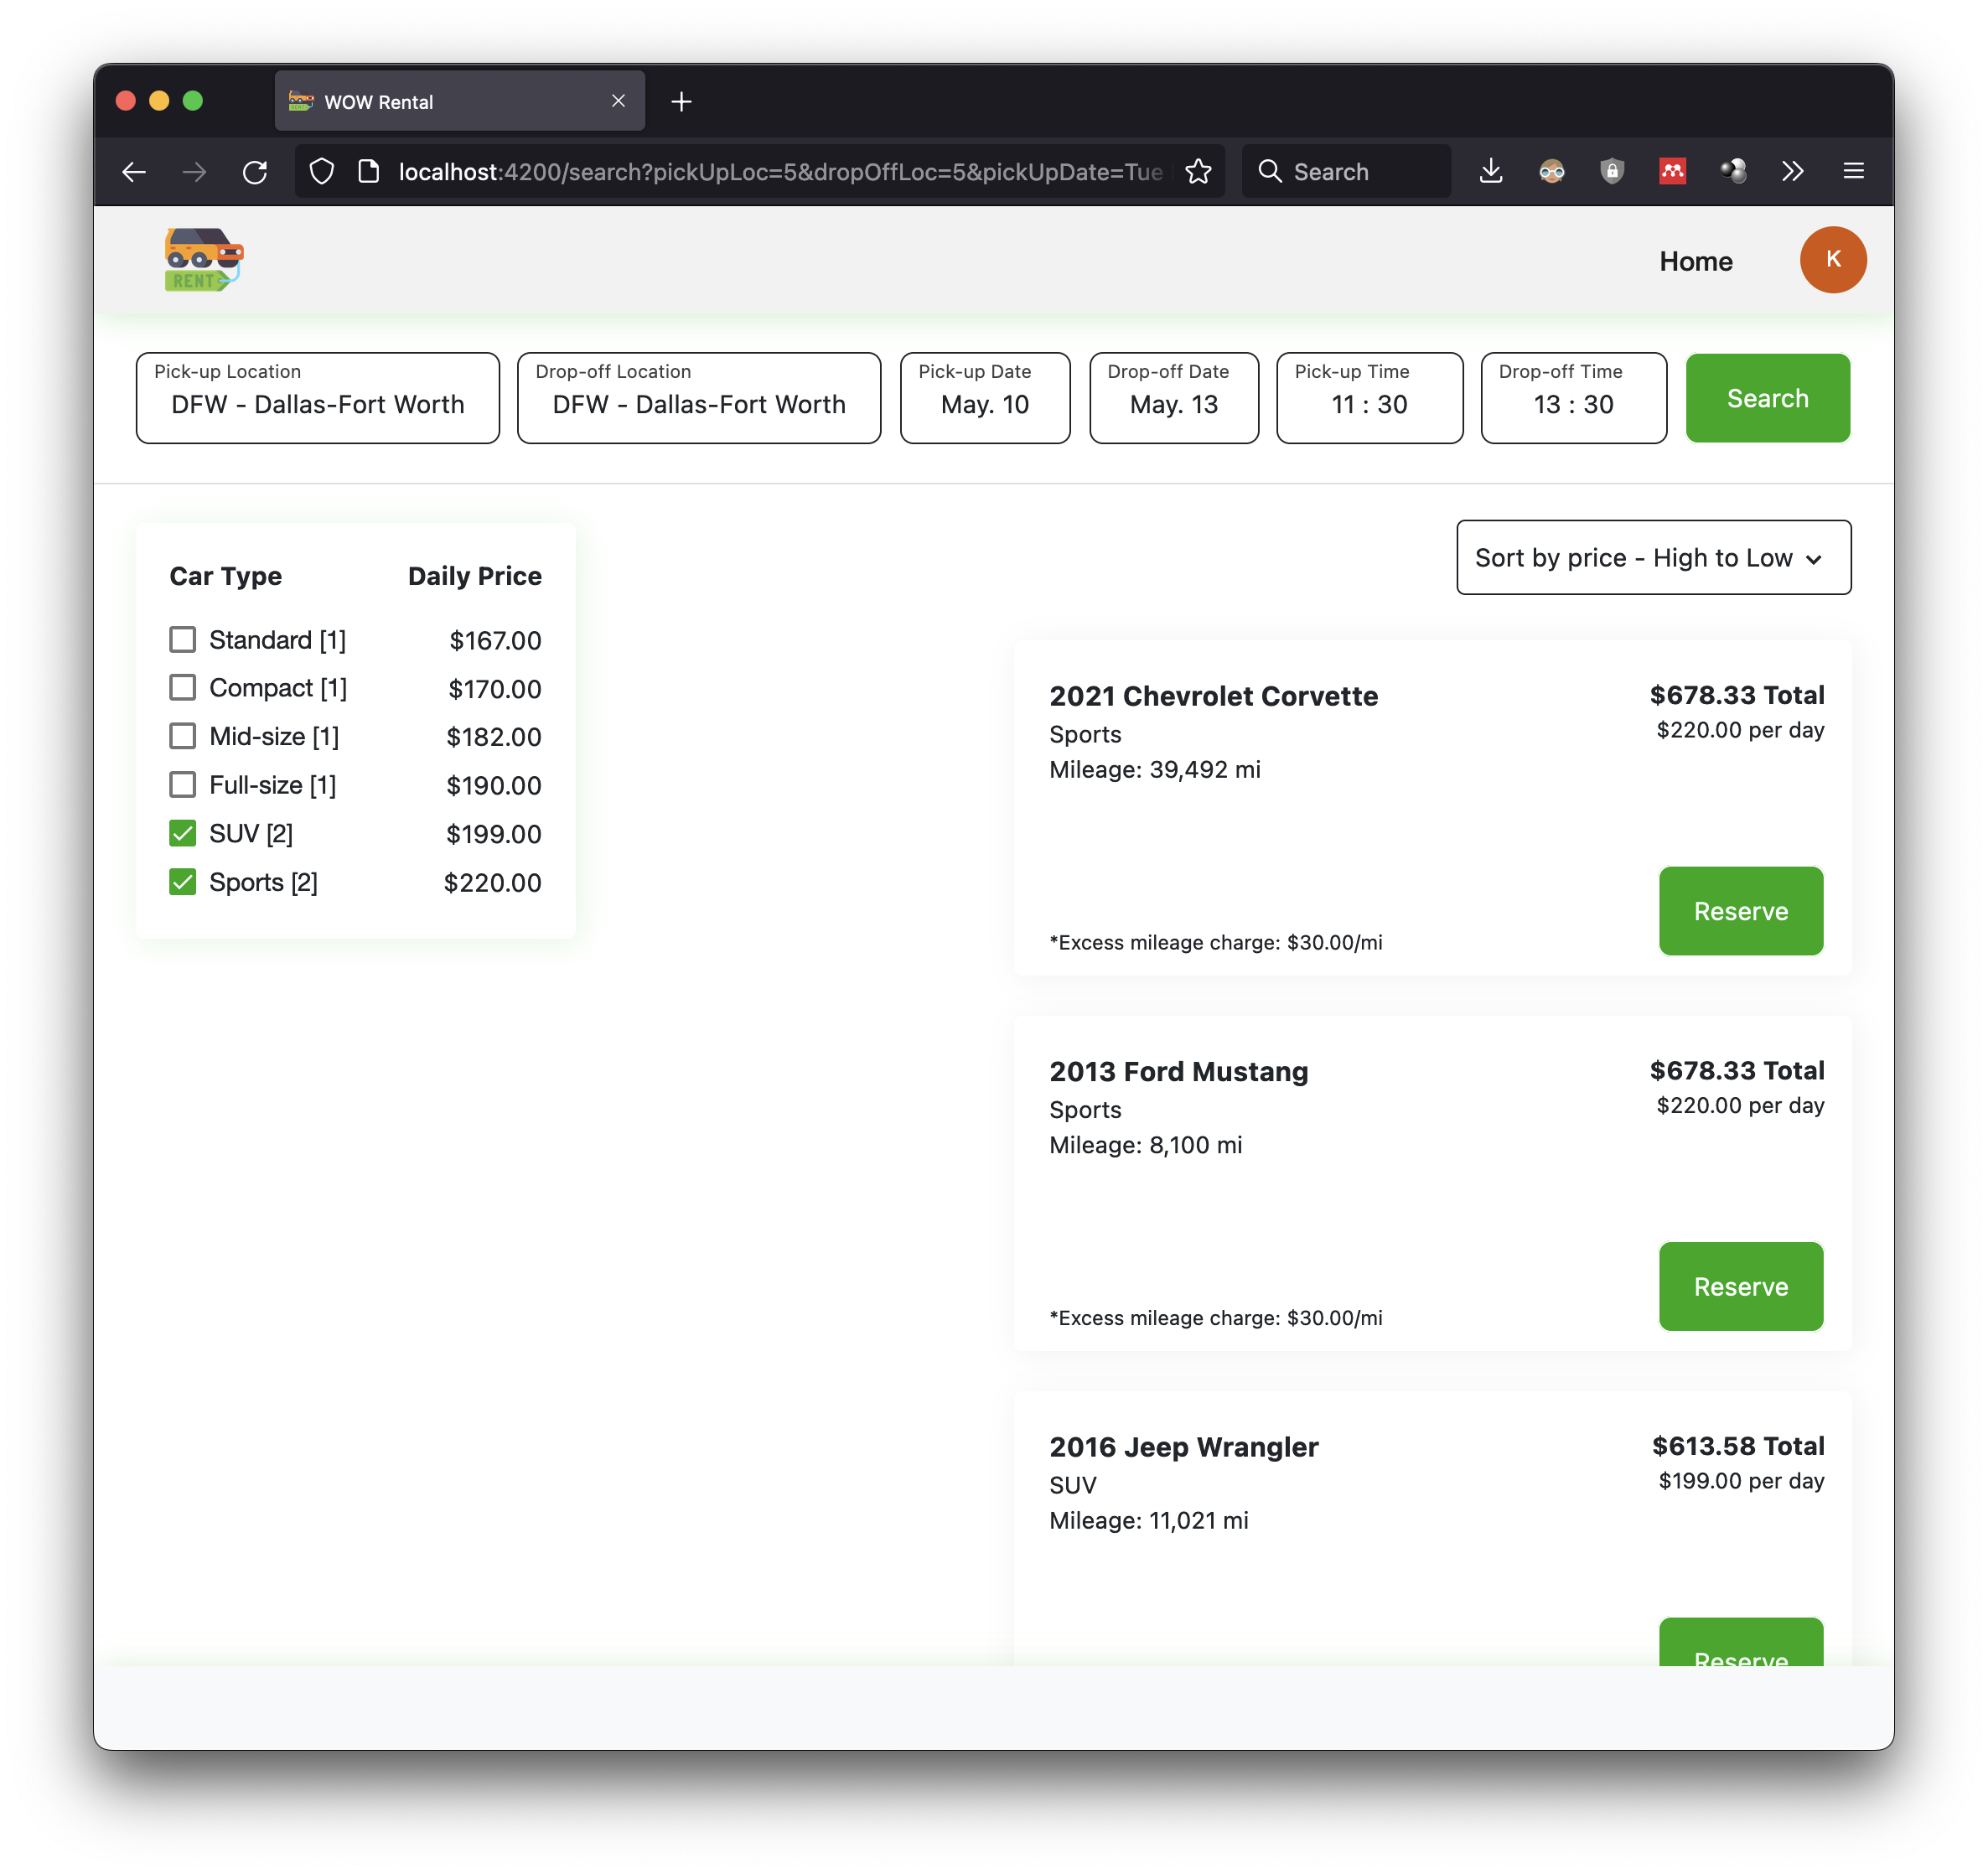 WOW Rental
localhost:4200/search?pickUpLoc=5&dropOffLoc=5&pickUpDate=Tue
Search
RENT
Home
K
Pick-up Location
DFW - Dallas-Fort Worth
Drop-off Location
DFW - Dallas-Fort Worth
Pick-up Date
May. 10
Drop-off Date
May. 13
Pick-up Time
11 : 30
Drop-off Time
13 : 30
Search
Car Type Daily Price
Standard [1] $167.00
Compact [1] $170.00
Mid-size [1] $182.00
Full-size [1] $190.00
SUV [2] $199.00
Sports [2] $220.00
Sort by price - High to Low
2021 Chevrolet Corvette $678.33 Total
Sports $220.00 per day
Mileage: 39,492 mi
Reserve
*Excess mileage charge: $30.00/mi
2013 Ford Mustang $678.33 Total
Sports $220.00 per day
Mileage: 8,100 mi
Reserve
*Excess mileage charge: $30.00/mi
2016 Jeep Wrangler $613.58 Total
SUV $199.00 per day
Mileage: 11,021 mi
Reserve